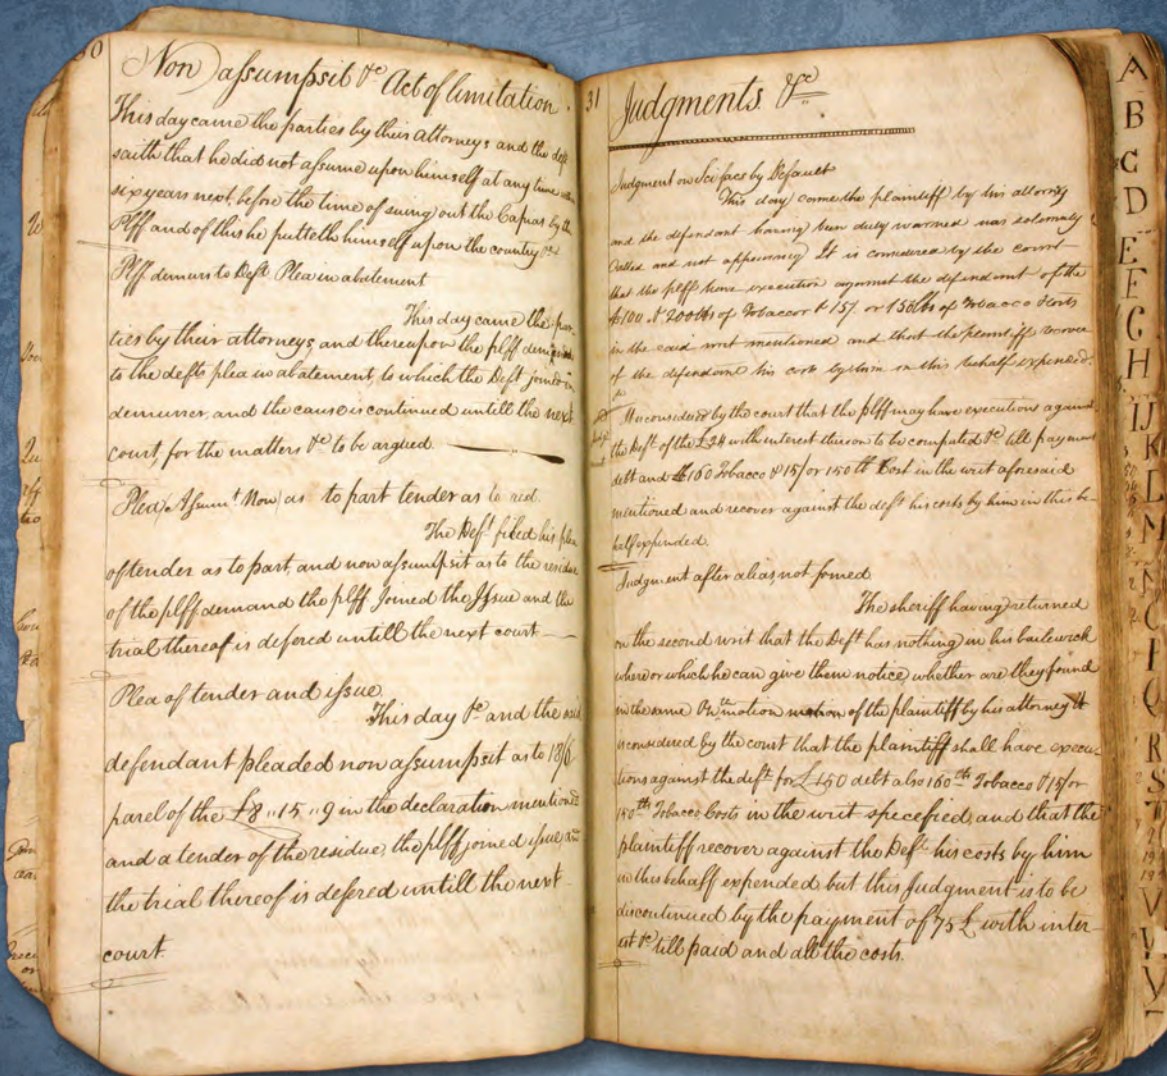 30
Non assumpsit &c Act of limitation
This day came the parties by their attorneys and the deft
saith that he did not assume upon himself at any time
six years next, before the time of suing out the Capias by the
Plff and of this he putteth himself upon the country &c
Plff demurs to Deft Plea in abatement
This day came the par-
ties by their attorneys, and thereupon the plff demurred
to the defts plea in abatement, to which the Deft joined in
demurrer, and the cause is continued untill the next
court, for the matters &c to be argued.
Plea Assumt Non as to part tender as to
The Deft filed his plea
of tender as to part, and non assumpsit as to the residue
of the plff demand the plff Joined the Issue and the
trial thereof is defered untill the next court
Plea of tender and issue
This day &c and the said
defendant pleaded non assumpsit as to 18/6
parcel of the £8 " 15 " 9 in the declaration mentioned
and a tender of the residue, the plff joined issue and
the trial thereof is defered untill the next
court.
31
Judgments &c
Judgment on Sci facs by Default
This day came the plaintiff by his attorney
and the defendant having been duly warned was solemnly
Called and not appearing It is considered by the court
that the plff have execution against the defendant of the
£100 & 200 lbs of Tobacco & 15/ or 150 lbs of Tobacco Costs
in the said writ mentioned and that the plaintiff recover
of the defendant his costs by him in this behalf expended.
&c
It is considered by the court that the plff may have executions against
the Deft of the £24 with interest thereon to be computed &c till payment
debt and 160 Tobacco & 15/ or 150 lb Cost in the writ aforesaid
mentioned and recover against the deft his costs by him in this be-
half expended.
Judgment after alias not found
The sheriff having returned
on the second writ that the Deft has nothing in his bailewick
where or which he can give them notice, whether are they found
in the same On motion of the plaintiff by his attorney It
is considered by the court that the plaintiff shall have execu-
tions against the deft for £150 debt also 160 lb Tobacco & 15/ or
150 lb Tobacco Costs in the writ specefied, and that the
plaintiff recover against the Deft his costs by him
in this behalf expended but this Judgment is to be
discontinued by the payment of 75 £ with inter-
est &c till paid and all the costs.
A
B
C
D
E
F
G
H
IJ
K
L
M
N
O
P
Q
R
S
T
V